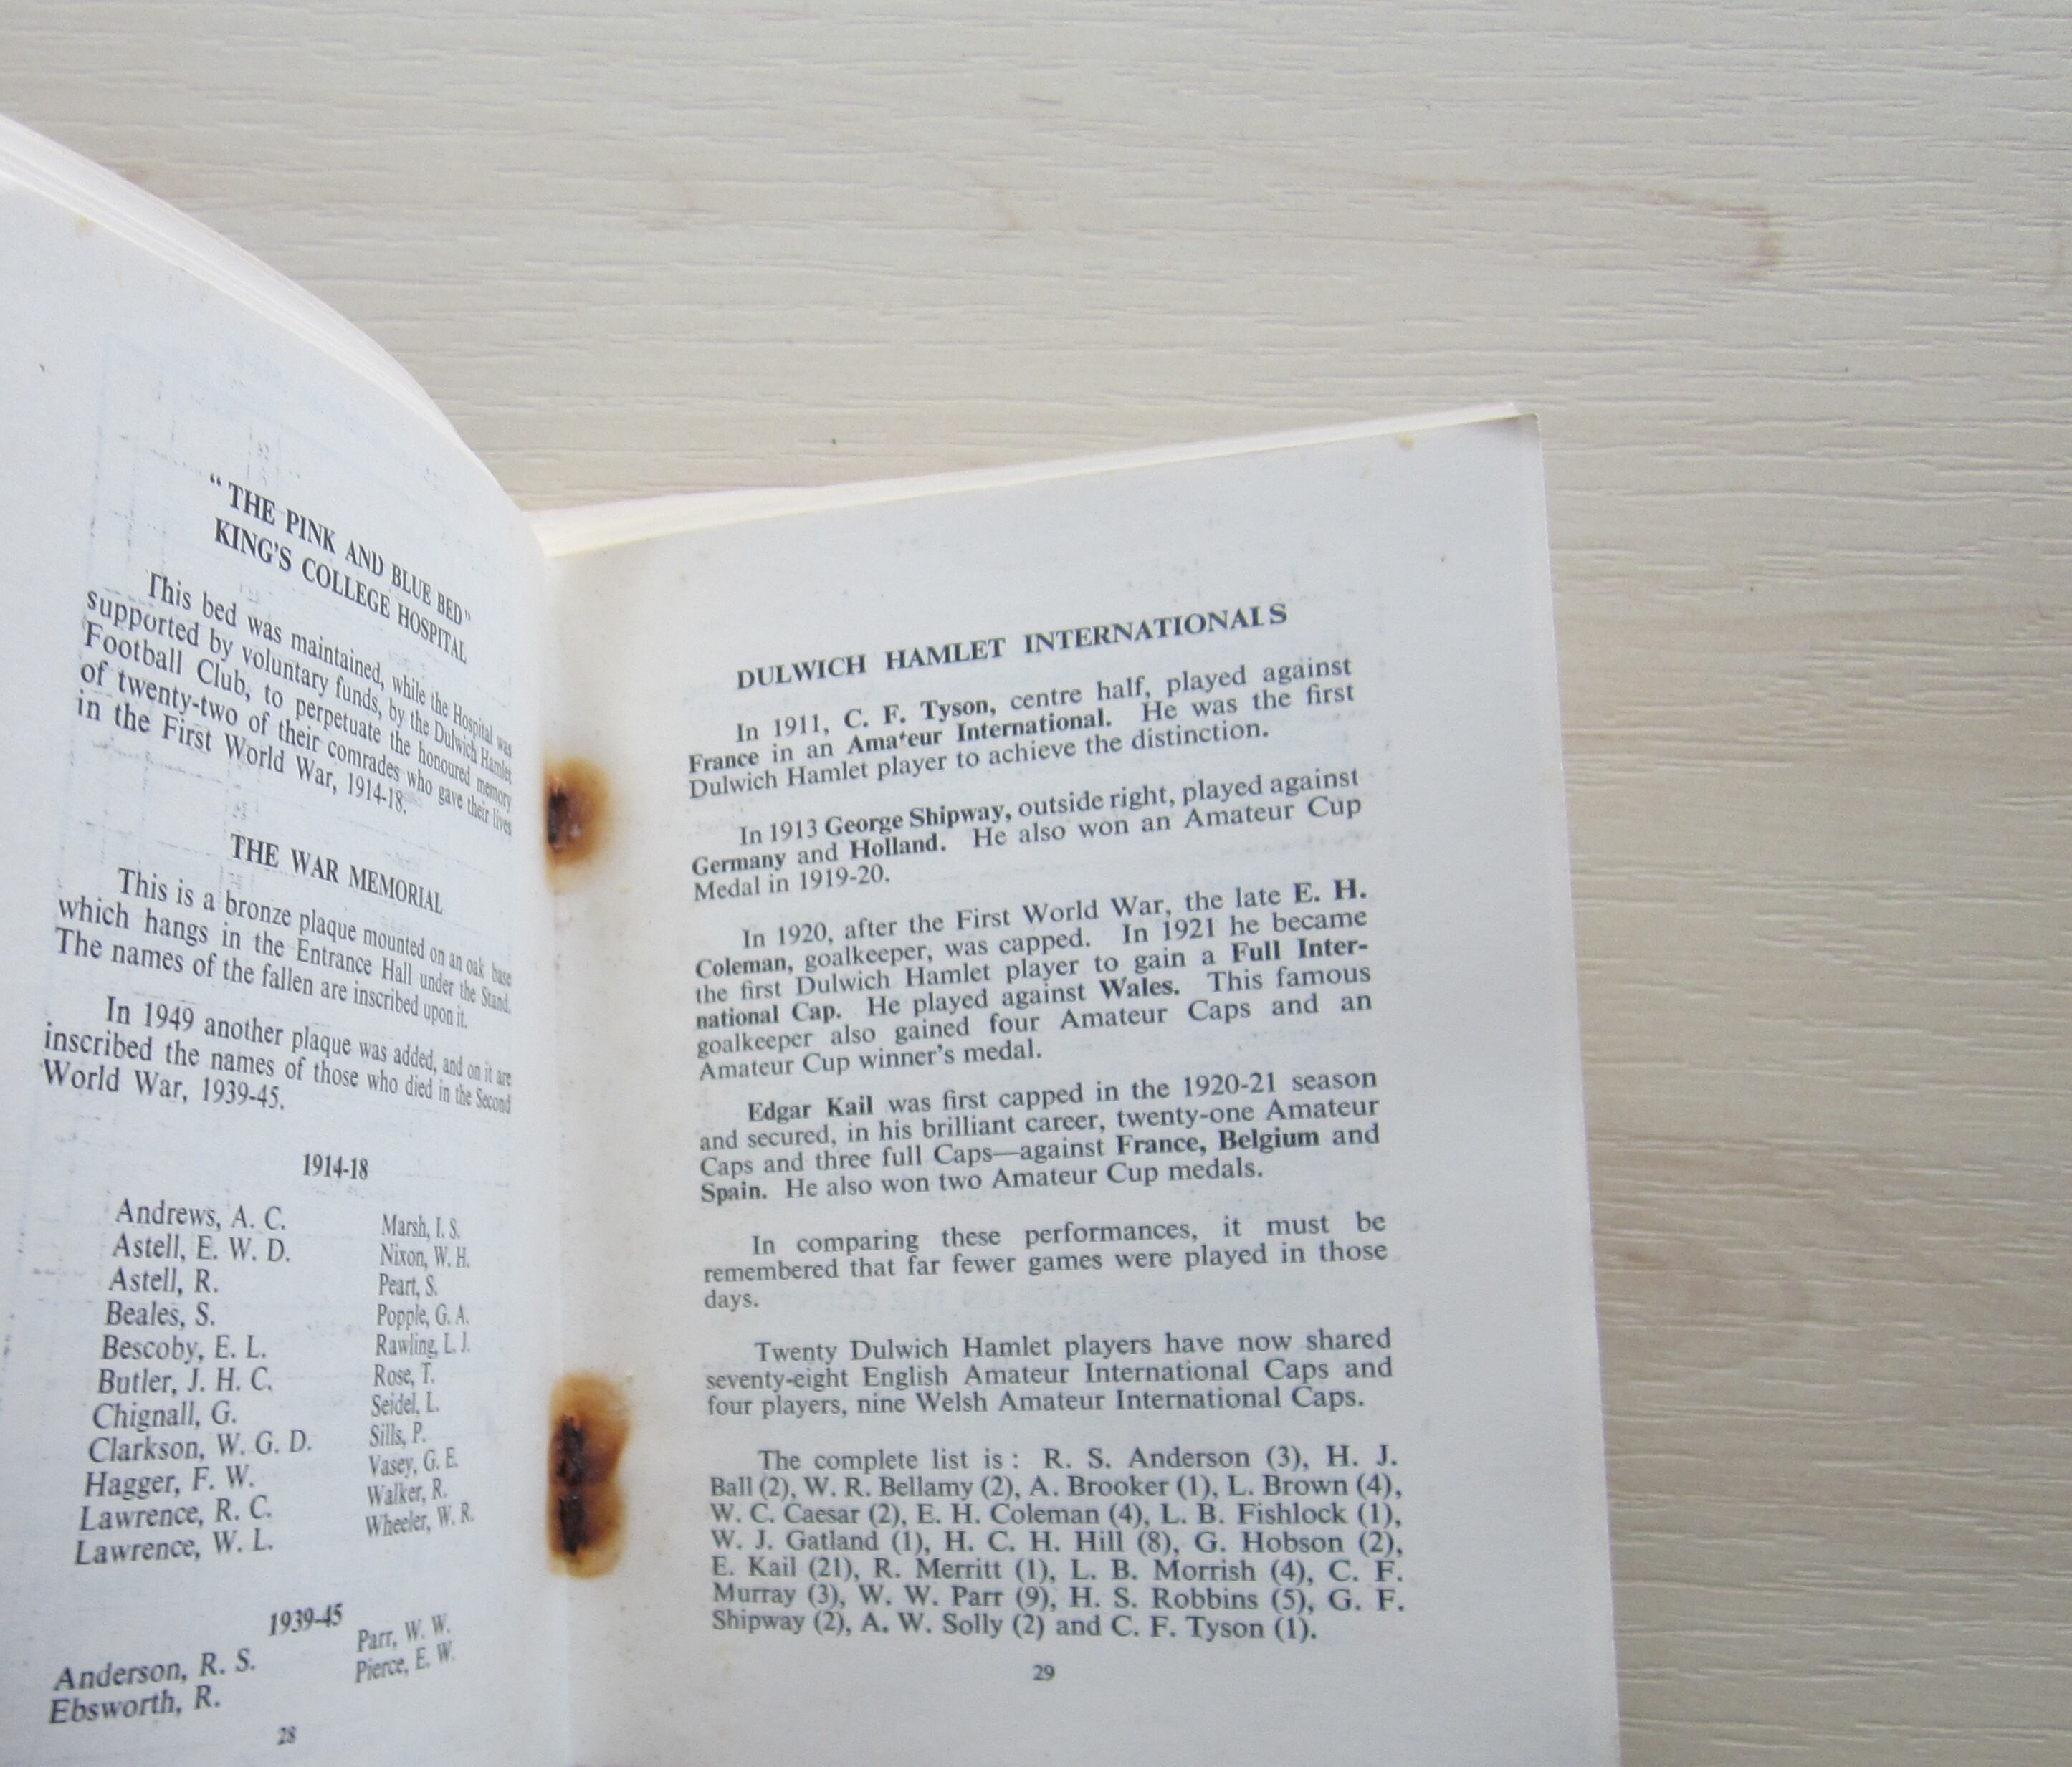 “ THE PINK AND BLUE BED”
KING'S COLLEGE HOSPITAL
This bed was maintained, while the Hospital was
supported by voluntary funds, by the Dulwich Hamlet
Football Club, to perpetuate the honoured memory
of twenty-two of their comrades who gave their lives
in the First World War, 1914-18.
THE WAR MEMORIAL
This is a bronze plaque mounted on an oak base
which hangs in the Entrance Hall under the Stand.
The names of the fallen are inscribed upon it.
In 1949 another plaque was added, and on it are
inscribed the names of those who died in the Second
World War, 1939-45.
1914-18
Andrews, A. C.
Astell, E. W. D.
Astell, R.
Beales, S.
Bescoby, E. L.
Butler, J. H. C.
Chignall, G.
Clarkson, W. G. D.
Hagger, F. W.
Lawrence, R. C.
Lawrence, W. L.
Marsh, I. S.
Nixon, W. H.
Peart, S.
Popple, G. A.
Rawling, L. J.
Rose, T.
Seidel, L.
Sills, P.
Vasey, G. E.
Walker, R.
Wheeler, W. R.
1939-45
Anderson, R. S.
Ebsworth, R.
Parr, W. W.
Pierce, E. W.
28
DULWICH HAMLET INTERNATIONALS
In 1911, C. F. Tyson, centre half, played against
France in an Amateur International. He was the first
Dulwich Hamlet player to achieve the distinction.
In 1913 George Shipway, outside right, played against
Germany and Holland. He also won an Amateur Cup
Medal in 1919-20.
In 1920, after the First World War, the late E. H.
Coleman, goalkeeper, was capped. In 1921 he became
the first Dulwich Hamlet player to gain a Full Inter-
national Cap. He played against Wales. This famous
goalkeeper also gained four Amateur Caps and an
Amateur Cup winner's medal.
Edgar Kail was first capped in the 1920-21 season
and secured, in his brilliant career, twenty-one Amateur
Caps and three full Caps—against France, Belgium and
Spain. He also won two Amateur Cup medals.
In comparing these performances, it must be
remembered that far fewer games were played in those
days.
Twenty Dulwich Hamlet players have now shared
seventy-eight English Amateur International Caps and
four players, nine Welsh Amateur International Caps.
The complete list is : R. S. Anderson (3), H. J.
Ball (2), W. R. Bellamy (2), A. Brooker (1), L. Brown (4),
W. C. Caesar (2), E. H. Coleman (4), L. B. Fishlock (1),
W. J. Gatland (1), H. C. H. Hill (8), G. Hobson (2),
E. Kail (21), R. Merritt (1), L. B. Morrish (4), C. F.
Murray (3), W. W. Parr (9), H. S. Robbins (5), G. F.
Shipway (2), A. W. Solly (2) and C. F. Tyson (1).
29